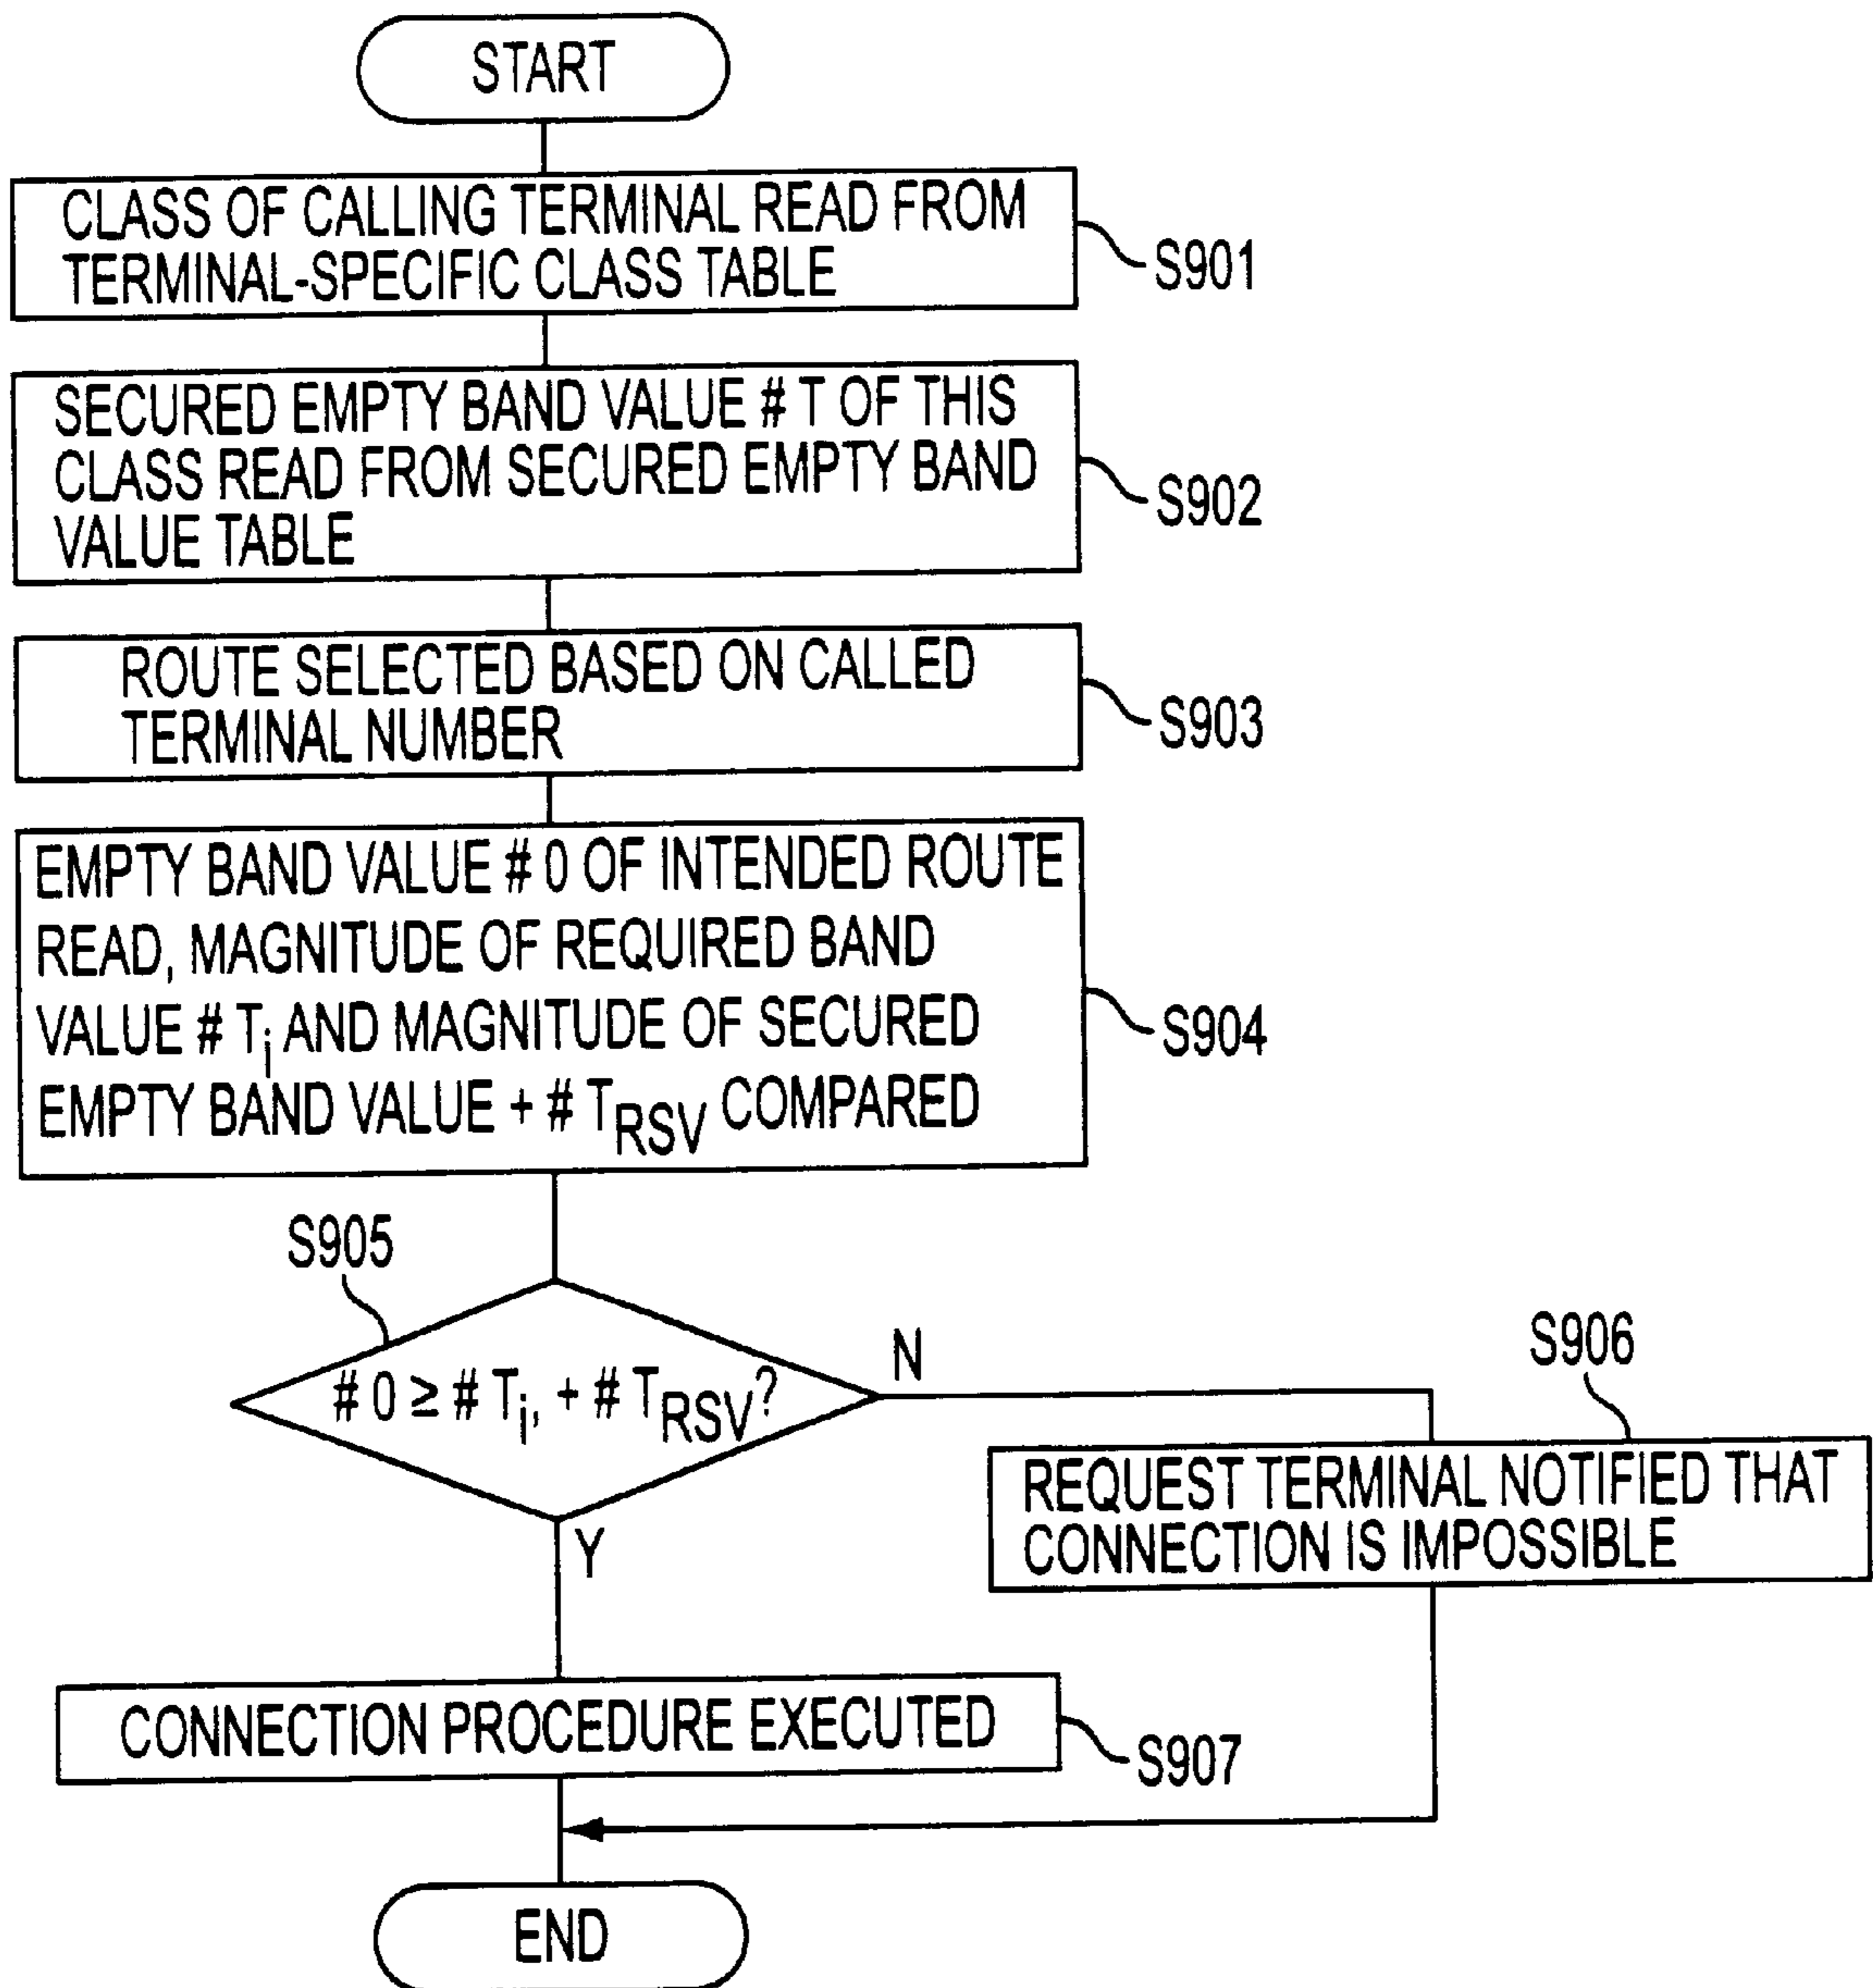 START
CLASS OF CALLING TERMINAL READ FROM
TERMINAL-SPECIFIC CLASS TABLE
S901
SECURED EMPTY BAND VALUE # T OF THIS
CLASS READ FROM SECURED EMPTY BAND
VALUE TABLE
S902
ROUTE SELECTED BASED ON CALLED
TERMINAL NUMBER
S903
EMPTY BAND VALUE # 0 OF INTENDED ROUTE
READ, MAGNITUDE OF REQUIRED BAND
VALUE # Ti AND MAGNITUDE OF SECURED
EMPTY BAND VALUE + # TRSV COMPARED
S904
S905
# 0 ≥ # Ti, + # TRSV?
N
S906
REQUEST TERMINAL NOTIFIED THAT
CONNECTION IS IMPOSSIBLE
Y
CONNECTION PROCEDURE EXECUTED
S907
END